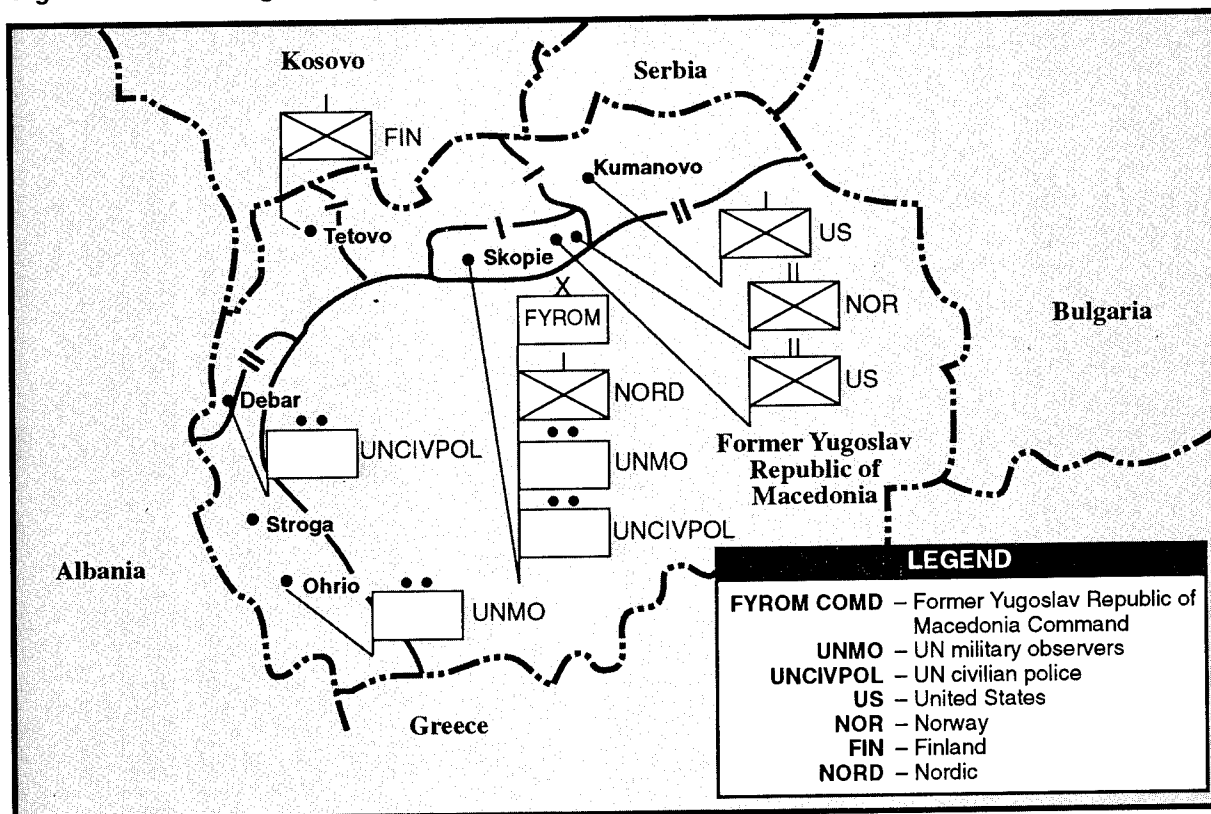 Kosovo
Serbia
FIN
Kumanovo
Tetovo
Skopie
US
X
FYROM
NOR
Bulgaria
NORD
US
Debar
UNCIVPOL
UNMO
Former Yugoslav
Republic of
Macedonia
Stroga
UNCIVPOL
Albania
Ohrio
UNMO
Greece
LEGEND
FYROM COMD – Former Yugoslav Republic of
Macedonia Command
UNMO – UN military observers
UNCIVPOL – UN civilian police
US – United States
NOR – Norway
FIN – Finland
NORD – Nordic